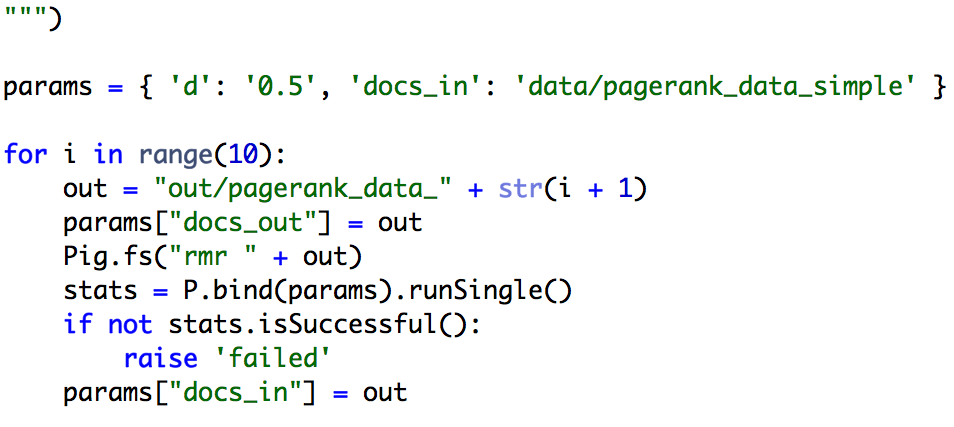 """)
params = { 'd': '0.5', 'docs_in': 'data/pagerank_data_simple' }
for i in range(10):
    out = "out/pagerank_data_" + str(i + 1)
    params["docs_out"] = out
    Pig.fs("rmr " + out)
    stats = P.bind(params).runSingle()
    if not stats.isSuccessful():
        raise 'failed'
    params["docs_in"] = out